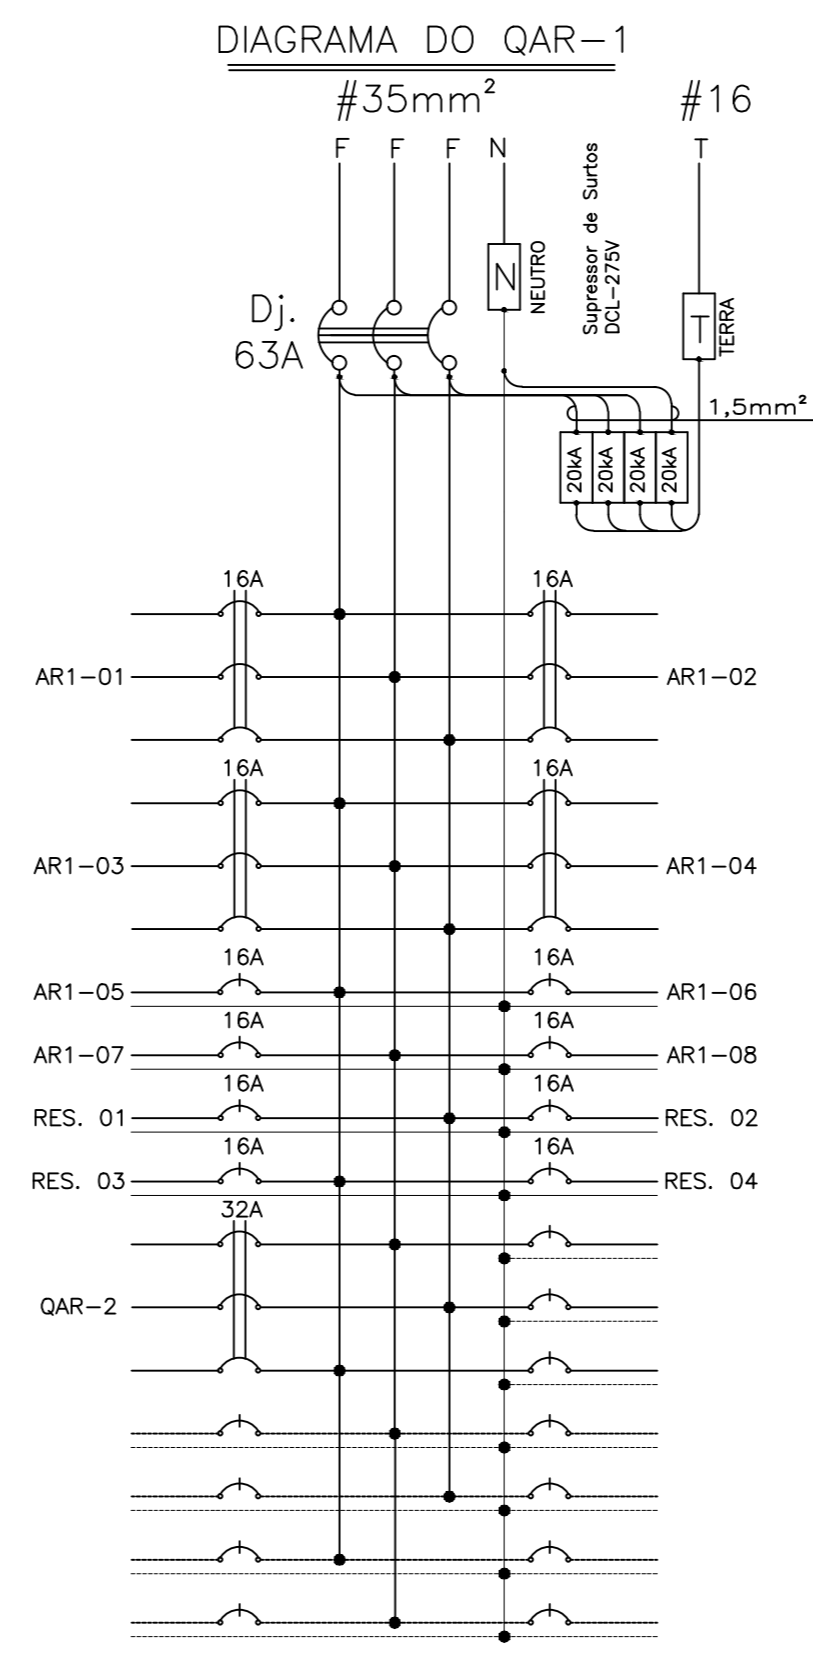 DIAGRAMA DO QAR-1
#35mm² #16
F F F N T
Supressor de Surtos
DCL-275V
N NEUTRO
T TERRA
Dj.
63A
1,5mm²
20kA 20kA 20kA 20kA
16A 16A
AR1-01 AR1-02
16A 16A
AR1-03 AR1-04
16A 16A
AR1-05 AR1-06
16A 16A
AR1-07 AR1-08
16A 16A
RES. 01 RES. 02
16A 16A
RES. 03 RES. 04
32A
QAR-2